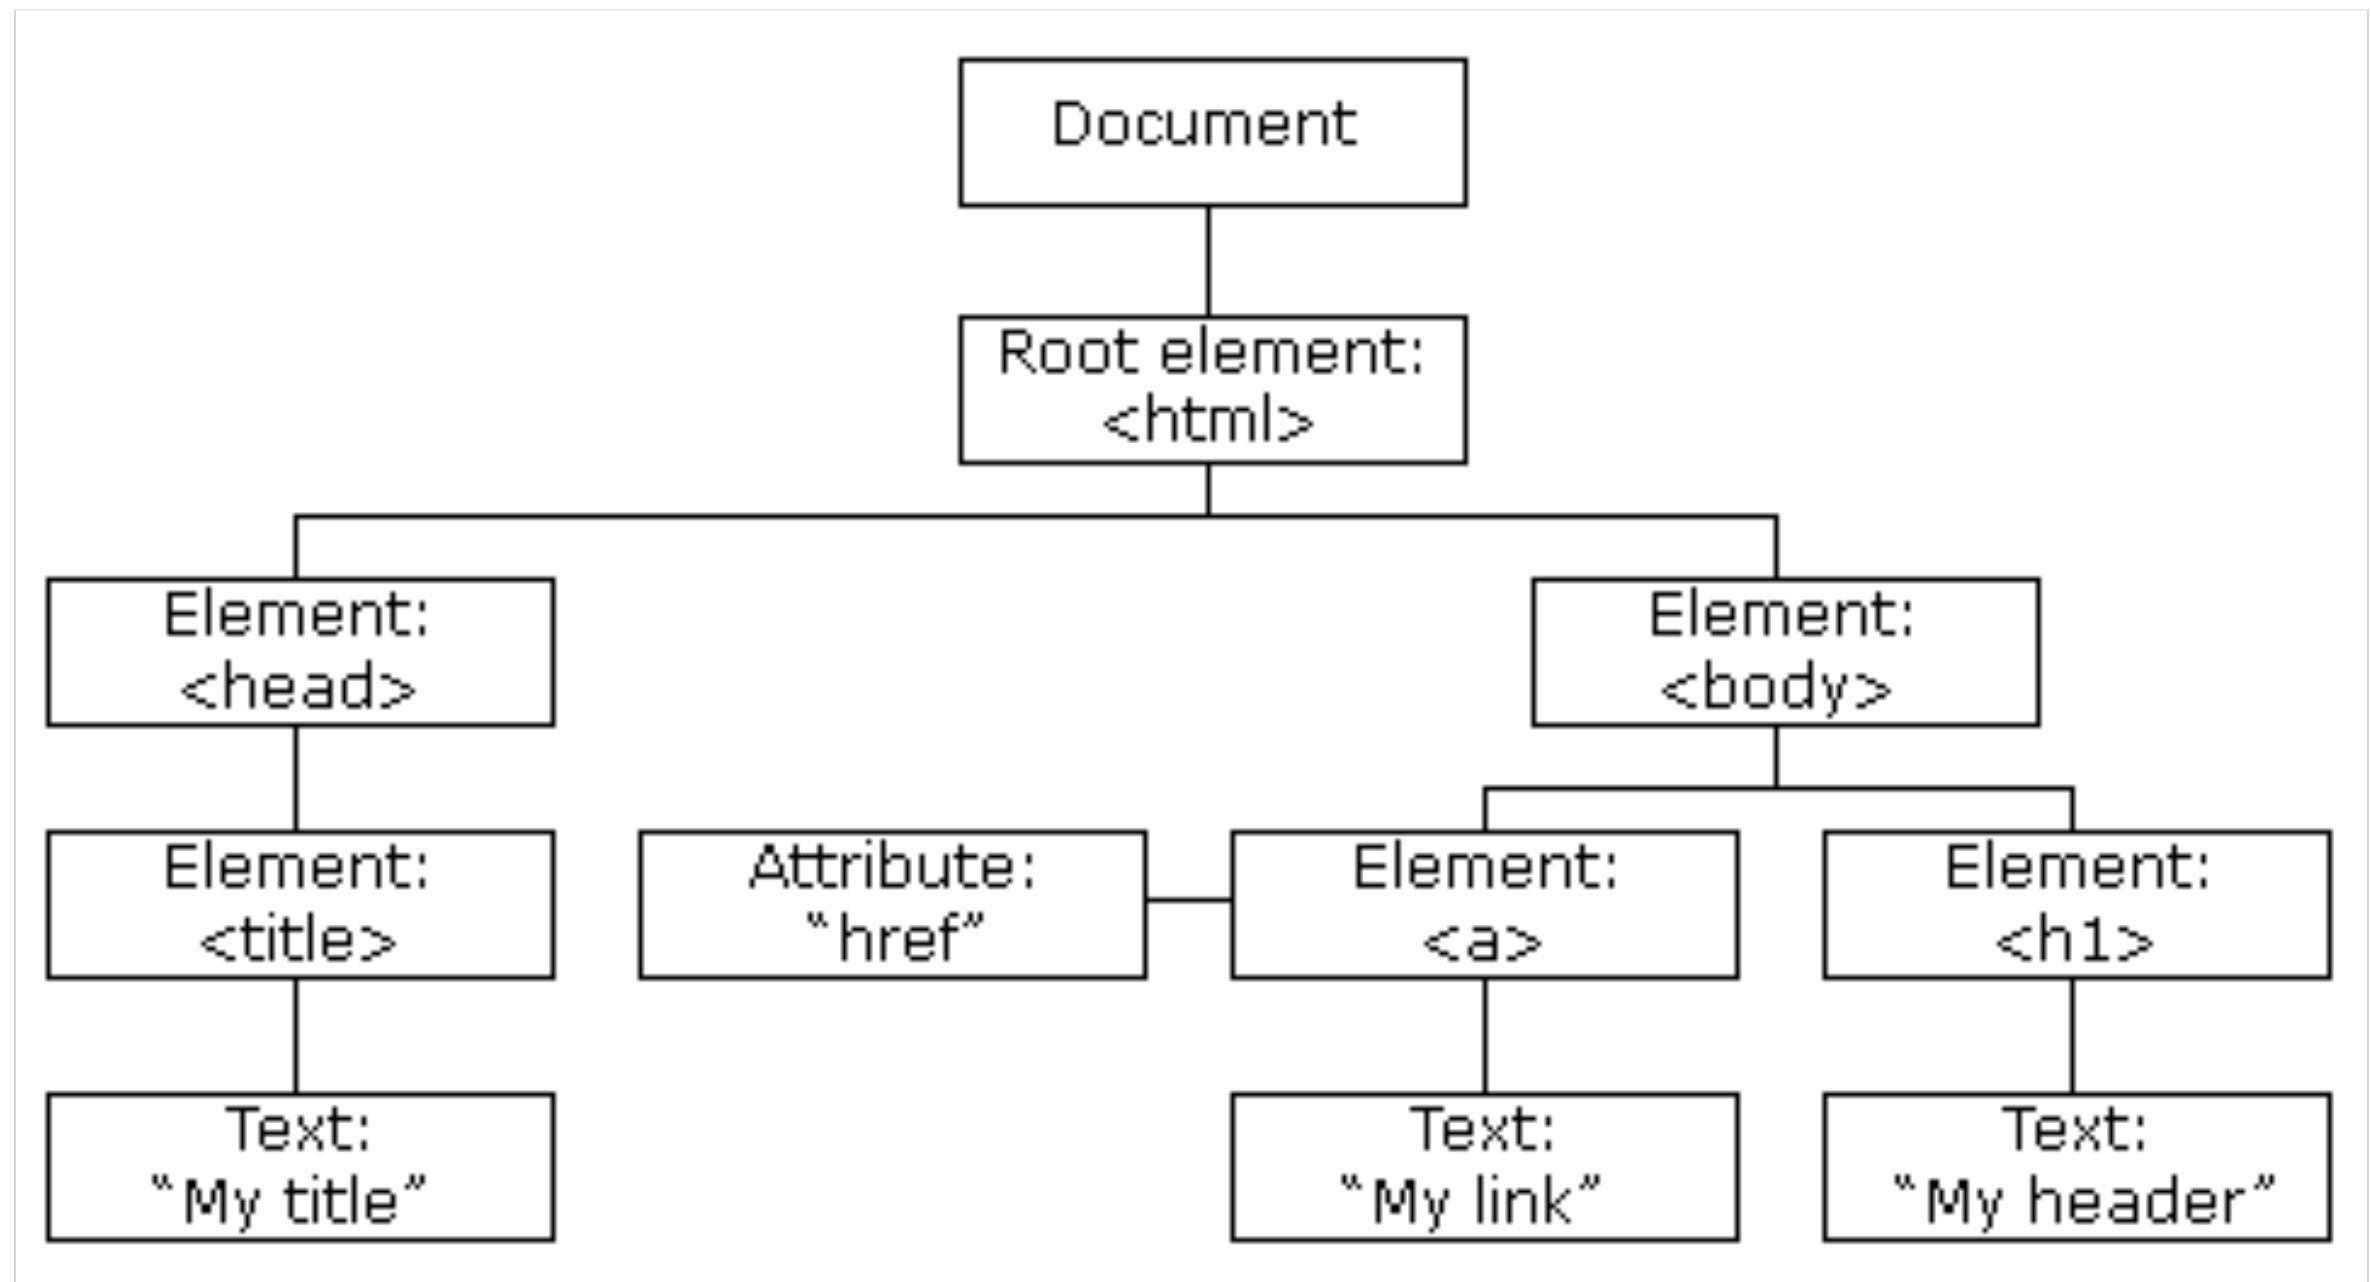 Document
Root element:
<html>
Element:
<head>
Element:
<body>
Element:
<title>
Attribute:
“href”
Element:
<a>
Element:
<h1>
Text:
“My title”
Text:
“My link”
Text:
“My header”